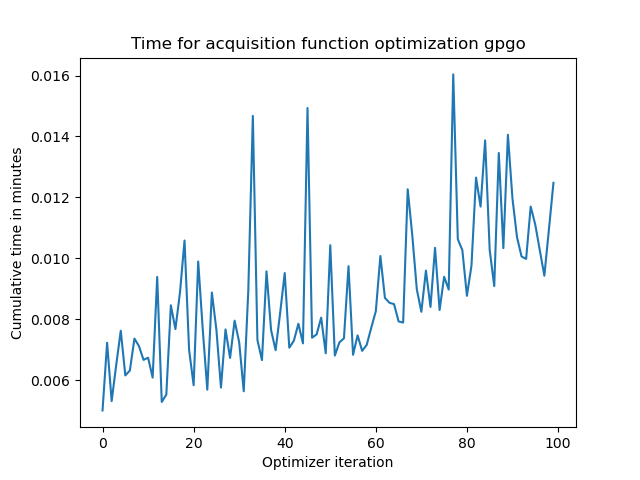 Time for acquisition function optimization gpgo
0.016
0.014
0.012
0.010
0.008
0.006
Cumulative time in minutes
0 20 40 60 80 100
Optimizer iteration